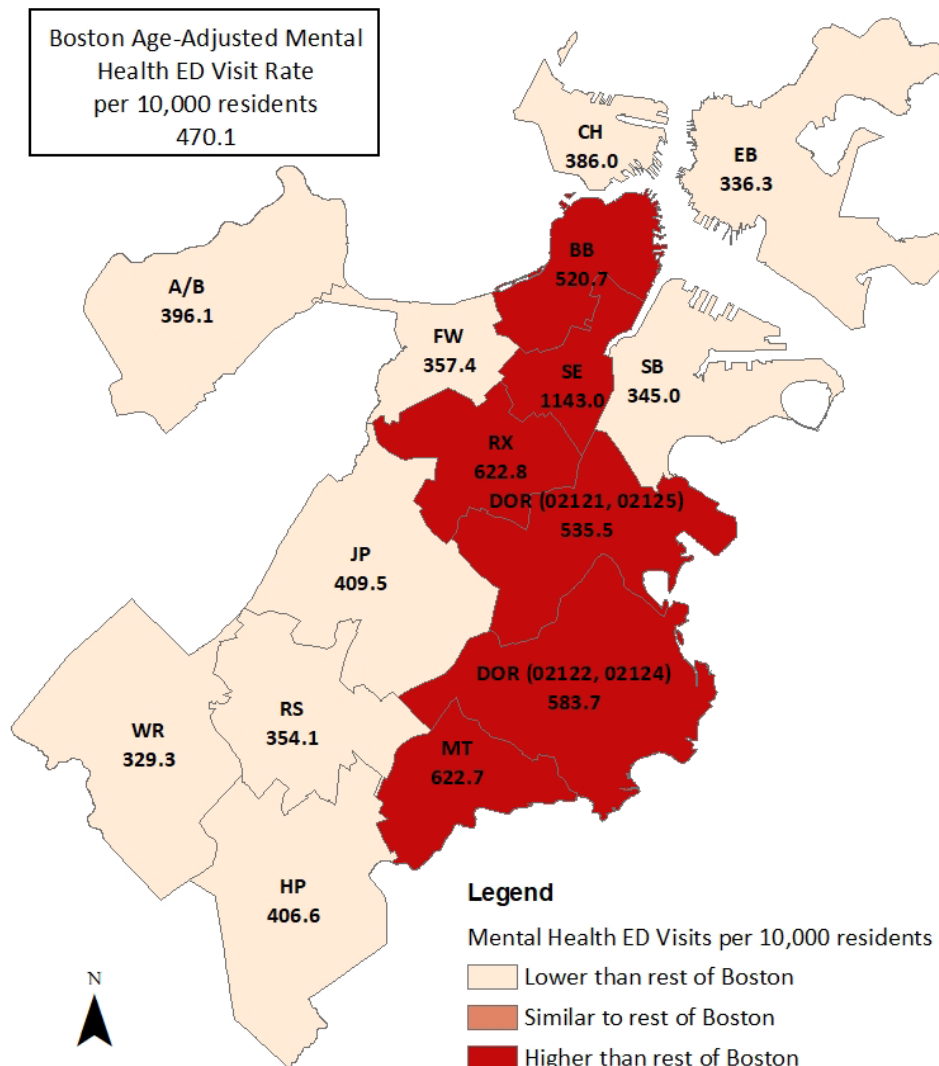 Boston Age-Adjusted Mental
Health ED Visit Rate
per 10,000 residents
470.1
CH
386.0
EB
336.3
BB
520.7
A/B
396.1
FW
357.4
SE
1143.0
SB
345.0
RX
622.8
DOR (02121, 02125)
535.5
JP
409.5
DOR (02122, 02124)
583.7
RS
354.1
WR
329.3
MT
622.7
HP
406.6
Legend
Mental Health ED Visits per 10,000 residents
Lower than rest of Boston
Similar to rest of Boston
Higher than rest of Boston
N